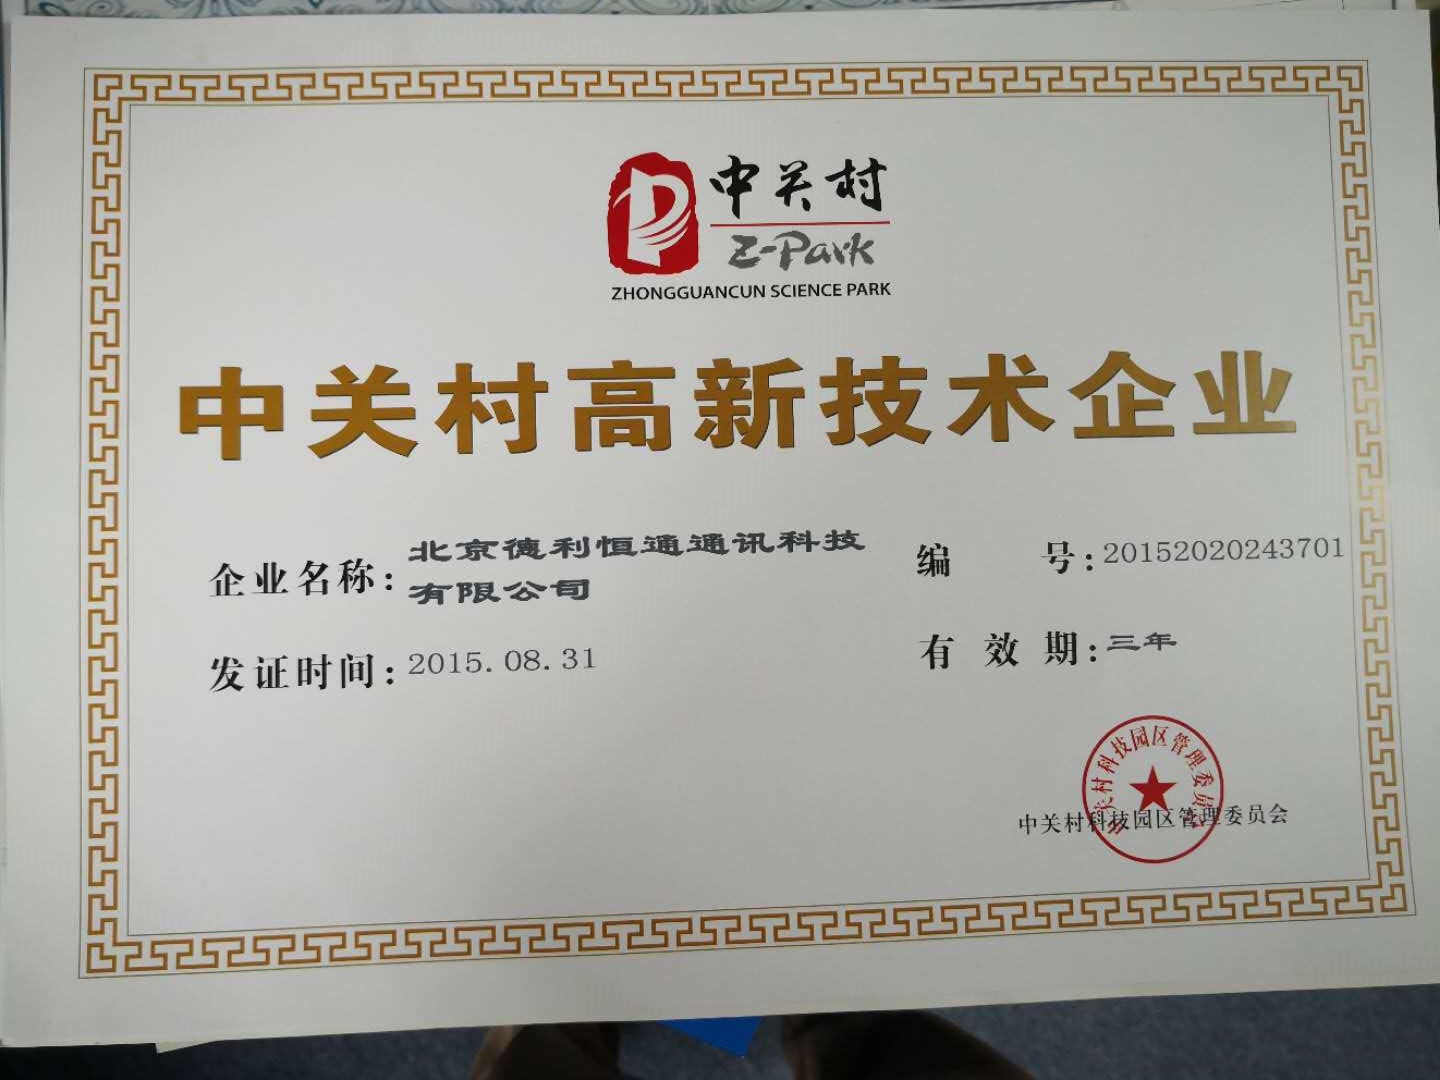 中关村
Z-Park
ZHONGGUANCUN SCIENCE PARK
中关村高新技术企业
企业名称:北京德利恒通通讯科技
有限公司
编 号:20152020243701
发证时间:2015.08.31
有 效 期:三年
中关村科技园区管理委员会
中关村科技园区管理委员会